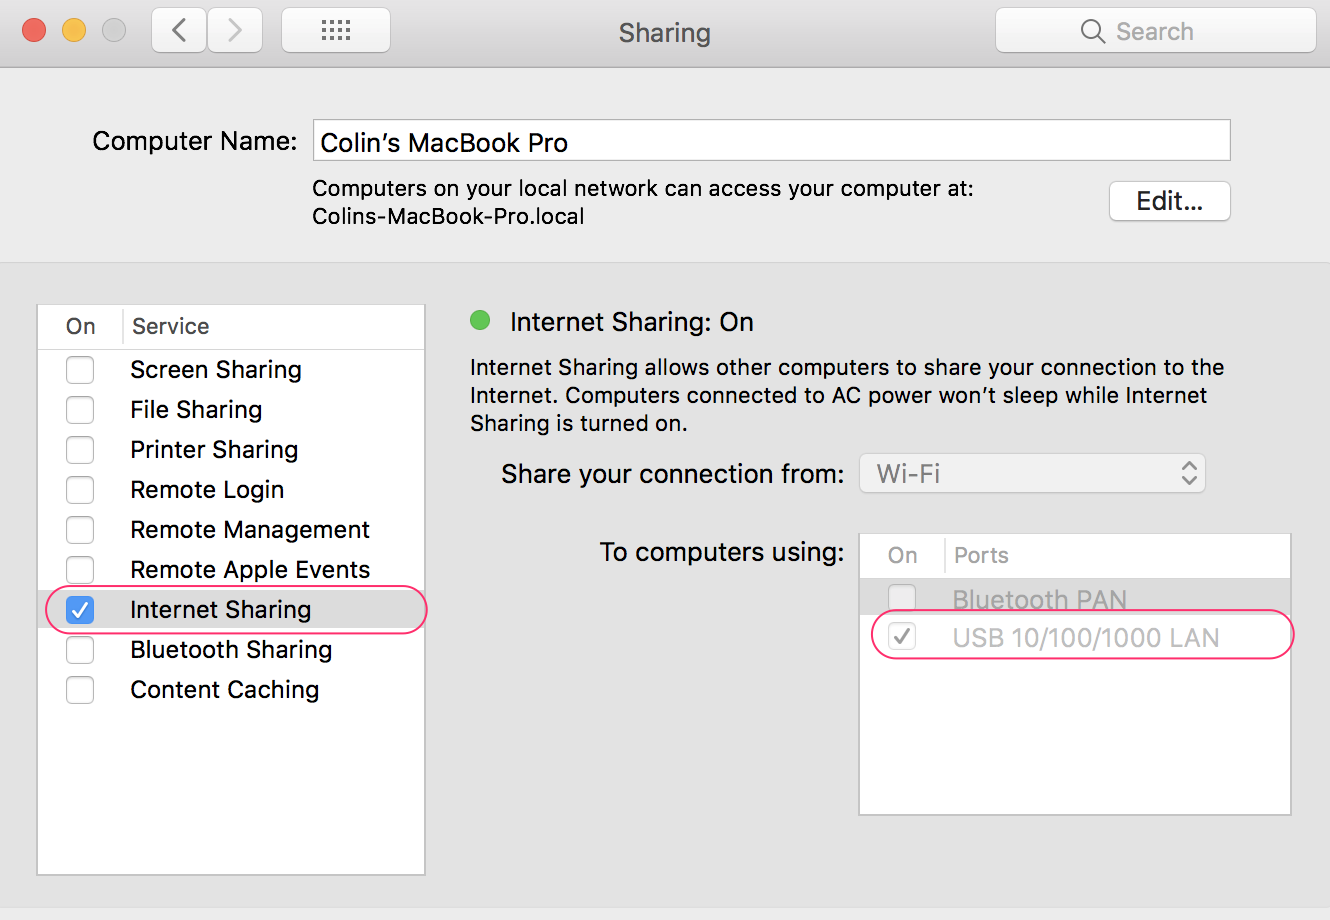 Sharing
Search
Computer Name:
Colin’s MacBook Pro
Computers on your local network can access your computer at:
Colins-MacBook-Pro.local
Edit...
On
Service
Screen Sharing
File Sharing
Printer Sharing
Remote Login
Remote Management
Remote Apple Events
Internet Sharing
Bluetooth Sharing
Content Caching
Internet Sharing: On
Internet Sharing allows other computers to share your connection to the
Internet. Computers connected to AC power won’t sleep while Internet
Sharing is turned on.
Share your connection from:
Wi-Fi
To computers using:
On
Ports
Bluetooth PAN
USB 10/100/1000 LAN